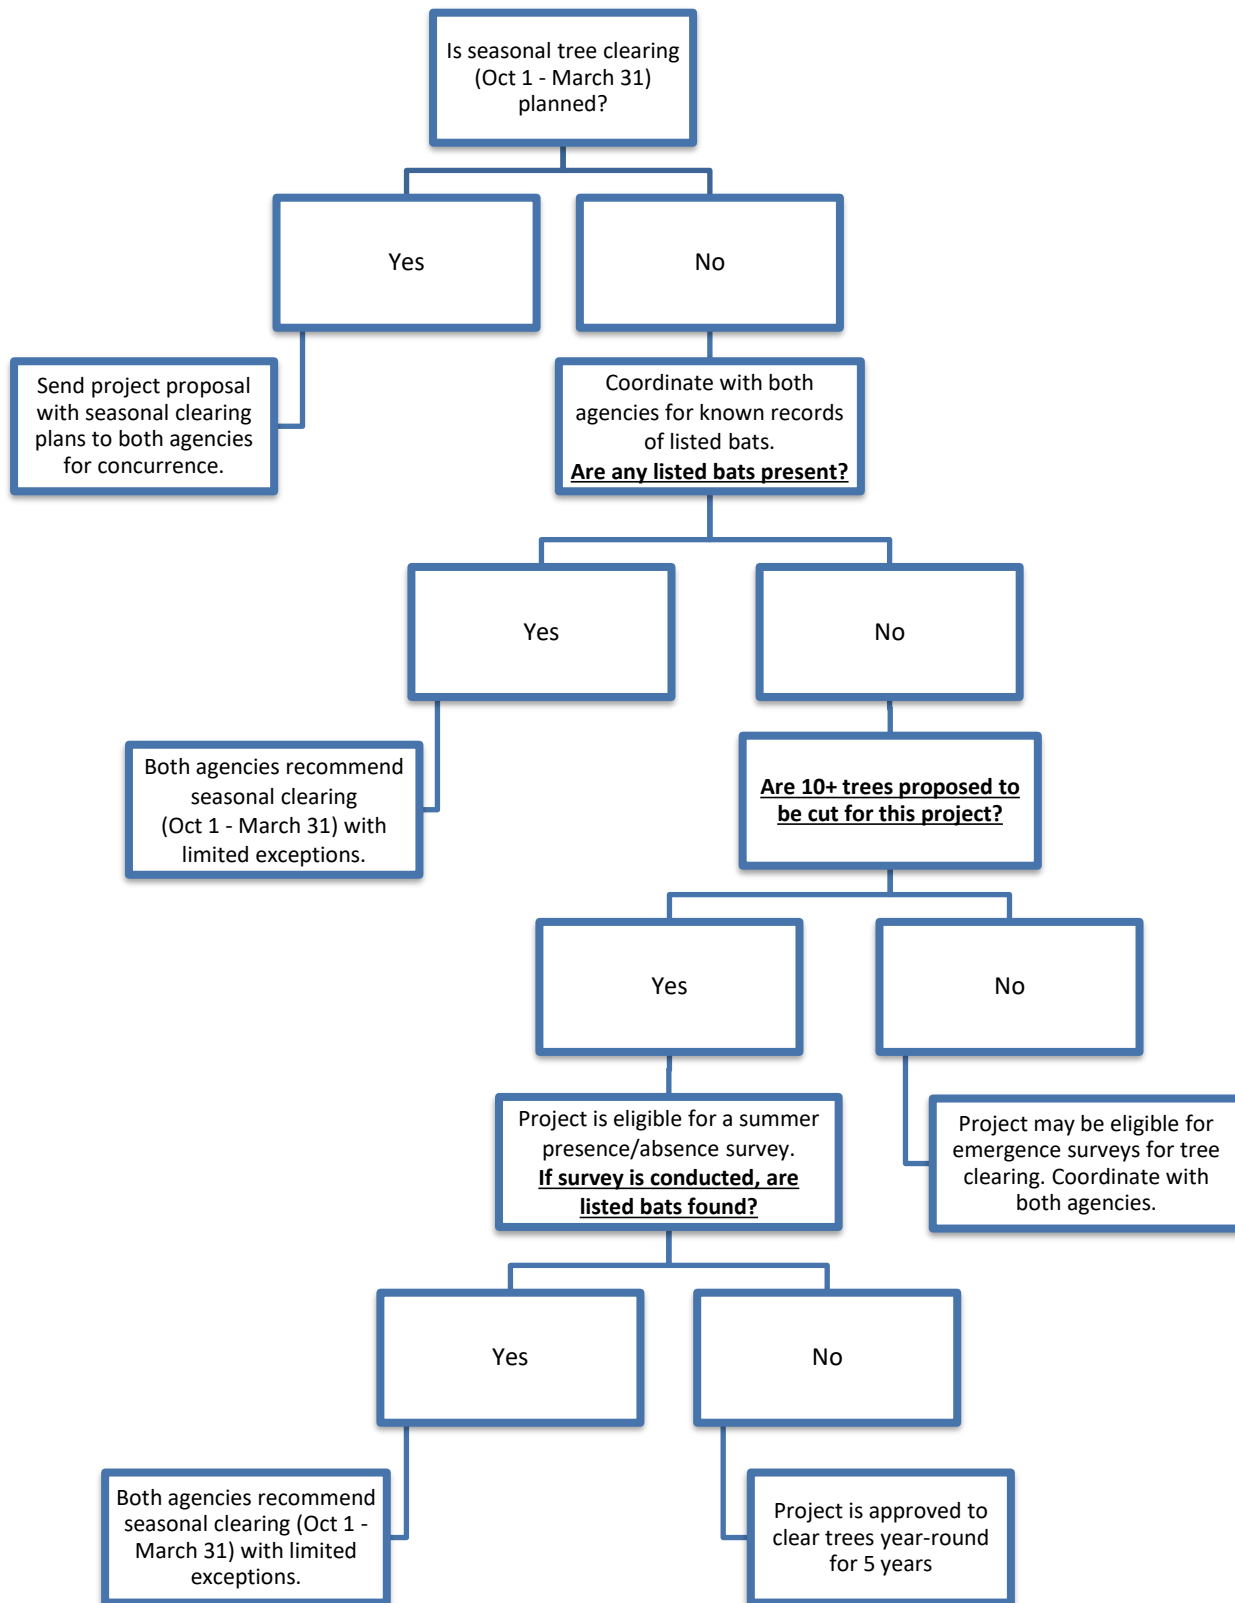 Is seasonal tree clearing
(Oct 1 - March 31)
planned?
Yes
No
Send project proposal
with seasonal clearing
plans to both agencies
for concurrence.
Coordinate with both
agencies for known records
of listed bats.
Are any listed bats present?
Yes
No
Both agencies recommend
seasonal clearing
(Oct 1 - March 31) with
limited exceptions.
Are 10+ trees proposed to
be cut for this project?
Yes
No
Project is eligible for a summer
presence/absence survey.
If survey is conducted, are
listed bats found?
Project may be eligible for
emergence surveys for tree
clearing. Coordinate with
both agencies.
Yes
No
Both agencies recommend
seasonal clearing (Oct 1 -
March 31) with limited
exceptions.
Project is approved to
clear trees year-round
for 5 years